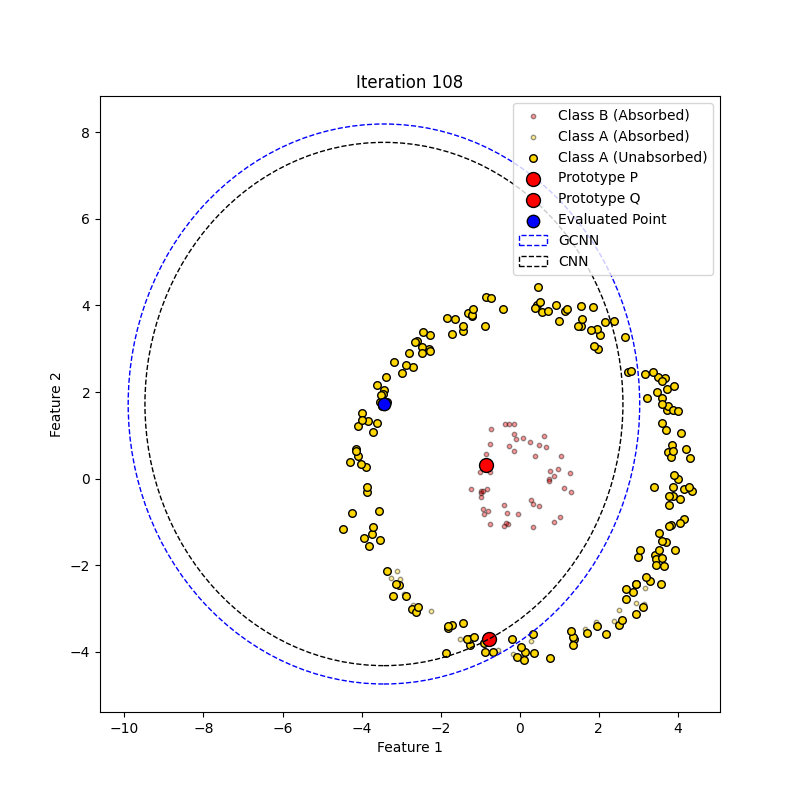 Iteration 108
Class B (Absorbed)
Class A (Absorbed)
Class A (Unabsorbed)
Prototype P
Prototype Q
Evaluated Point
GCNN
CNN
8
6
4
2
0
−2
−4
Feature 2
−10 −8 −6 −4 −2 0 2 4
Feature 1